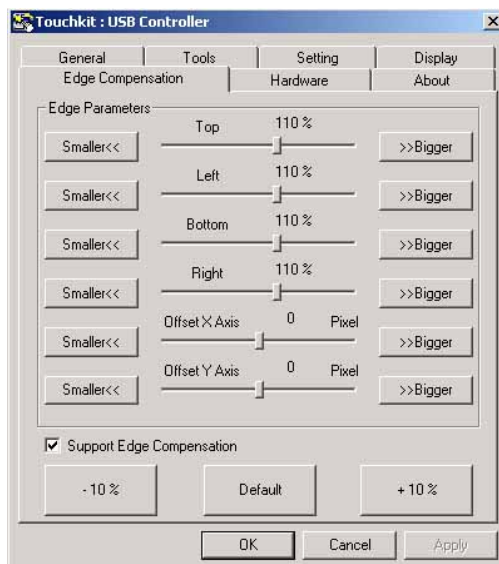 Touchkit : USB Controller
General Tools Setting Display
Edge Compensation Hardware About
Edge Parameters
Top 110 %
Smaller<< >>Bigger
Left 110 %
Smaller<< >>Bigger
Bottom 110 %
Smaller<< >>Bigger
Right 110 %
Smaller<< >>Bigger
Offset X Axis 0 Pixel
Smaller<< >>Bigger
Offset Y Axis 0 Pixel
Smaller<< >>Bigger
Support Edge Compensation
- 10 % Default + 10 %
OK Cancel Apply